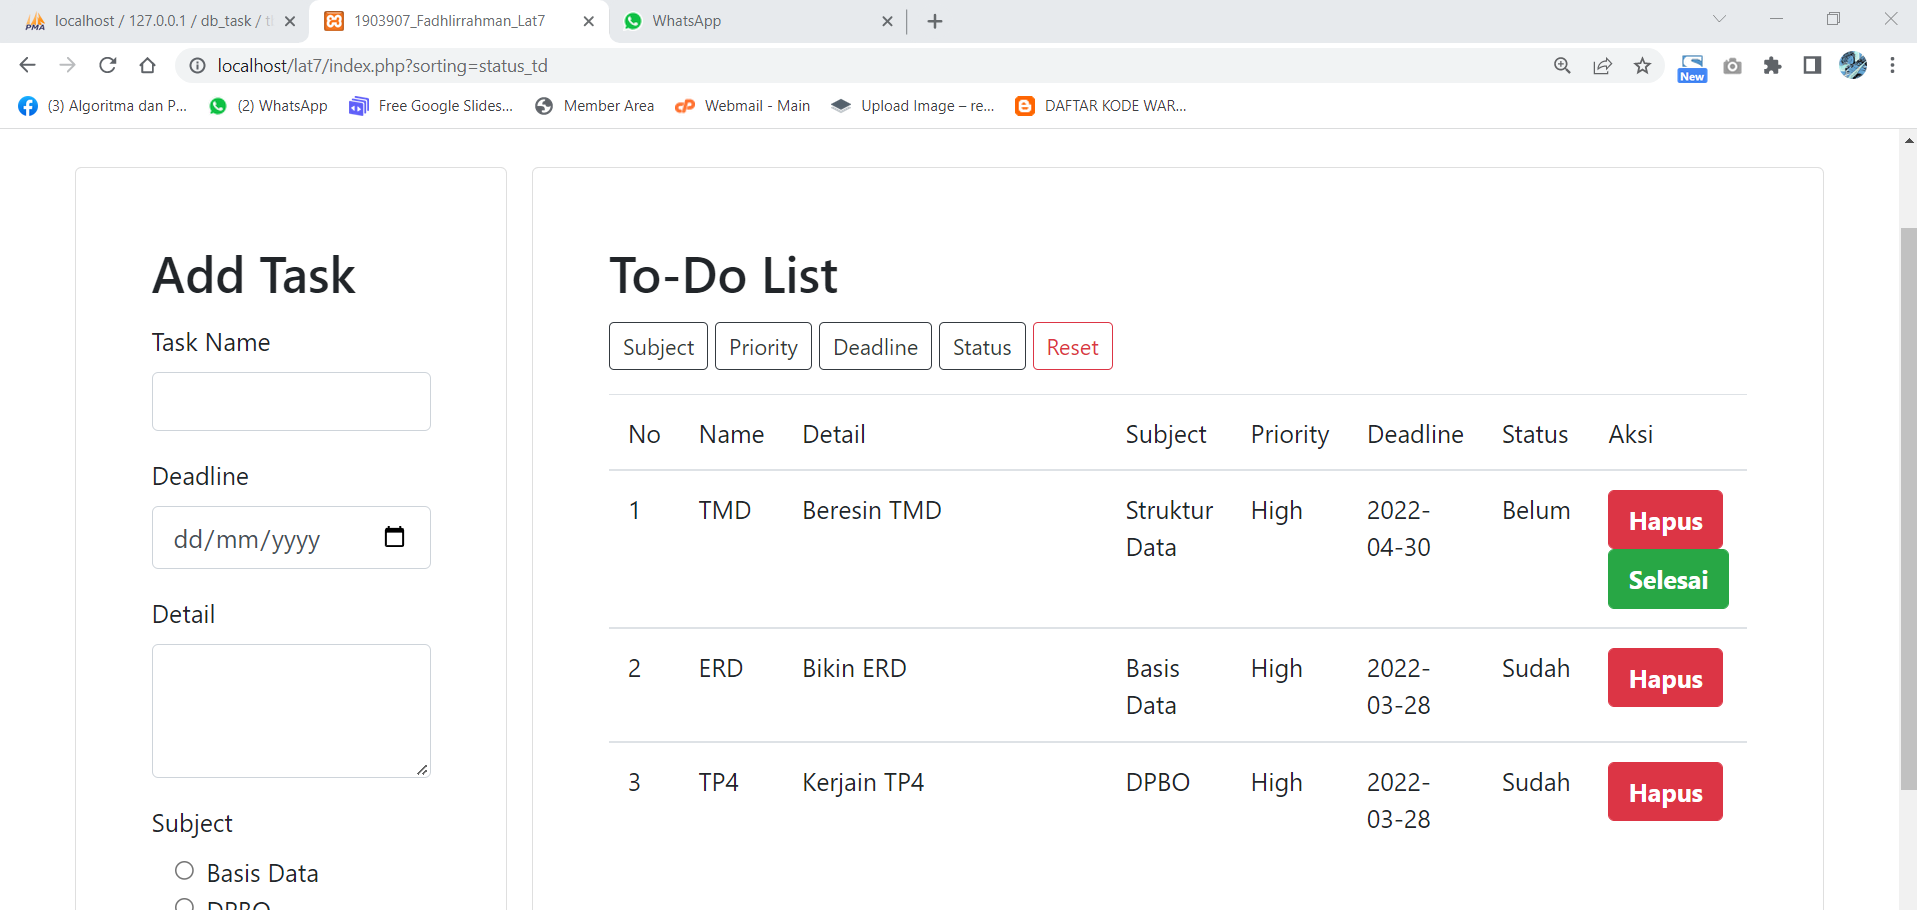 localhost / 127.0.0.1 / db_task /
1903907_Fadhlirrahman_Lat7
WhatsApp
localhost/lat7/index.php?sorting=status_td
New
(3) Algoritma dan P...
(2) WhatsApp
Free Google Slides...
Member Area
Webmail - Main
Upload Image – re...
DAFTAR KODE WAR...
Add Task
Task Name
Deadline
dd/mm/yyyy
Detail
Subject
Basis Data
DPBO
To-Do List
Subject Priority Deadline Status Reset
No Name Detail Subject Priority Deadline Status Aksi
1 TMD Beresin TMD Struktur High 2022- Belum Hapus
Data 04-30
Selesai
2 ERD Bikin ERD Basis High 2022- Sudah Hapus
Data 03-28
3 TP4 Kerjain TP4 DPBO High 2022- Sudah Hapus
03-28